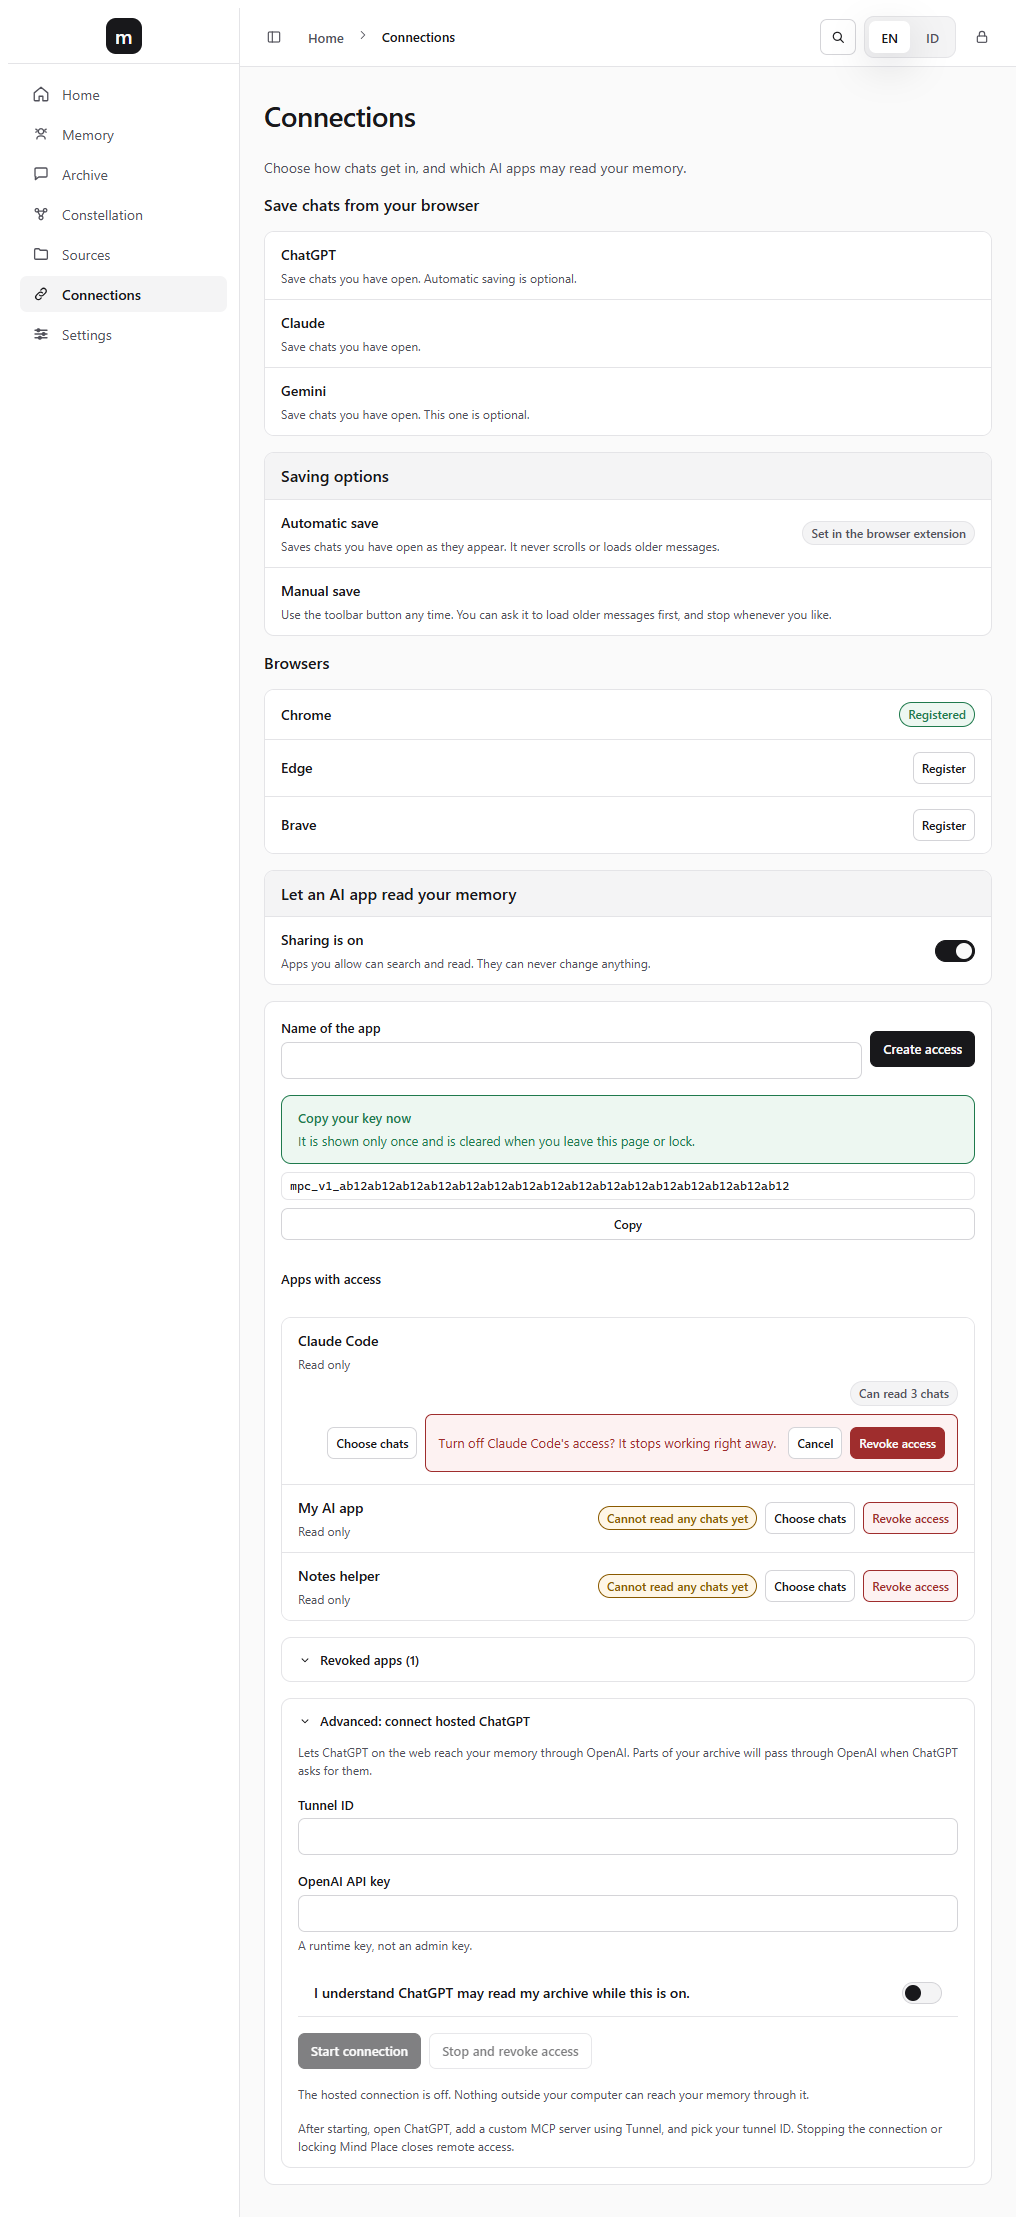 m
Home
Memory
Archive
Constellation
Sources
Connections
Settings
Home
Connections
EN
ID
Connections
Choose how chats get in, and which AI apps may read your memory.
Save chats from your browser
ChatGPT
Save chats you have open. Automatic saving is optional.
Claude
Save chats you have open.
Gemini
Save chats you have open. This one is optional.
Saving options
Automatic save
Saves chats you have open as they appear. It never scrolls or loads older messages.
Set in the browser extension
Manual save
Use the toolbar button any time. You can ask it to load older messages first, and stop whenever you like.
Browsers
Chrome
Registered
Edge
Register
Brave
Register
Let an AI app read your memory
Sharing is on
Apps you allow can search and read. They can never change anything.
Name of the app
Create access
Copy your key now
It is shown only once and is cleared when you leave this page or lock.
mpc_v1_ab12ab12ab12ab12ab12ab12ab12ab12ab12ab12ab12ab12ab12ab12ab12ab12
Copy
Apps with access
Claude Code
Read only
Can read 3 chats
Choose chats
Turn off Claude Code's access? It stops working right away.
Cancel
Revoke access
My AI app
Read only
Cannot read any chats yet
Choose chats
Revoke access
Notes helper
Read only
Cannot read any chats yet
Choose chats
Revoke access
Revoked apps (1)
Advanced: connect hosted ChatGPT
Lets ChatGPT on the web reach your memory through OpenAI. Parts of your archive will pass through OpenAI when ChatGPT
asks for them.
Tunnel ID
OpenAI API key
A runtime key, not an admin key.
I understand ChatGPT may read my archive while this is on.
Start connection
Stop and revoke access
The hosted connection is off. Nothing outside your computer can reach your memory through it.
After starting, open ChatGPT, add a custom MCP server using Tunnel, and pick your tunnel ID. Stopping the connection or
locking Mind Place closes remote access.